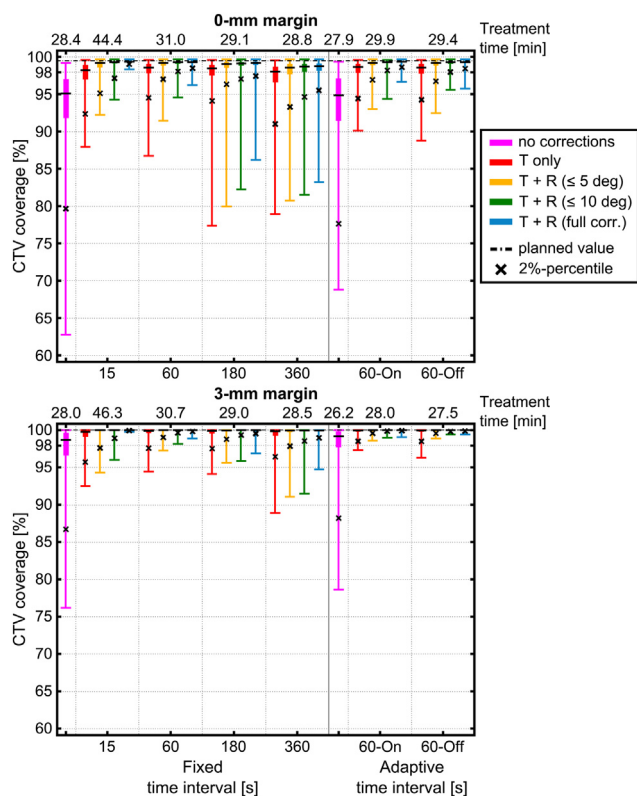 0-mm margin
Treatment
time [min]
28.4 44.4 31.0 29.1 28.8 27.9 29.9 29.4
100
98
95
90
85
80
75
70
65
60
CTV coverage [%]
15 60 180 360 60-On 60-Off
no corrections
T only
T + R (≤ 5 deg)
T + R (≤ 10 deg)
T + R (full corr.)
planned value
2%-percentile
3-mm margin
Treatment
time [min]
28.0 46.3 30.7 29.0 28.5 26.2 28.0 27.5
100
98
95
90
85
80
75
70
65
60
CTV coverage [%]
15 60 180 360 60-On 60-Off
Fixed Adaptive
time interval [s] time interval [s]